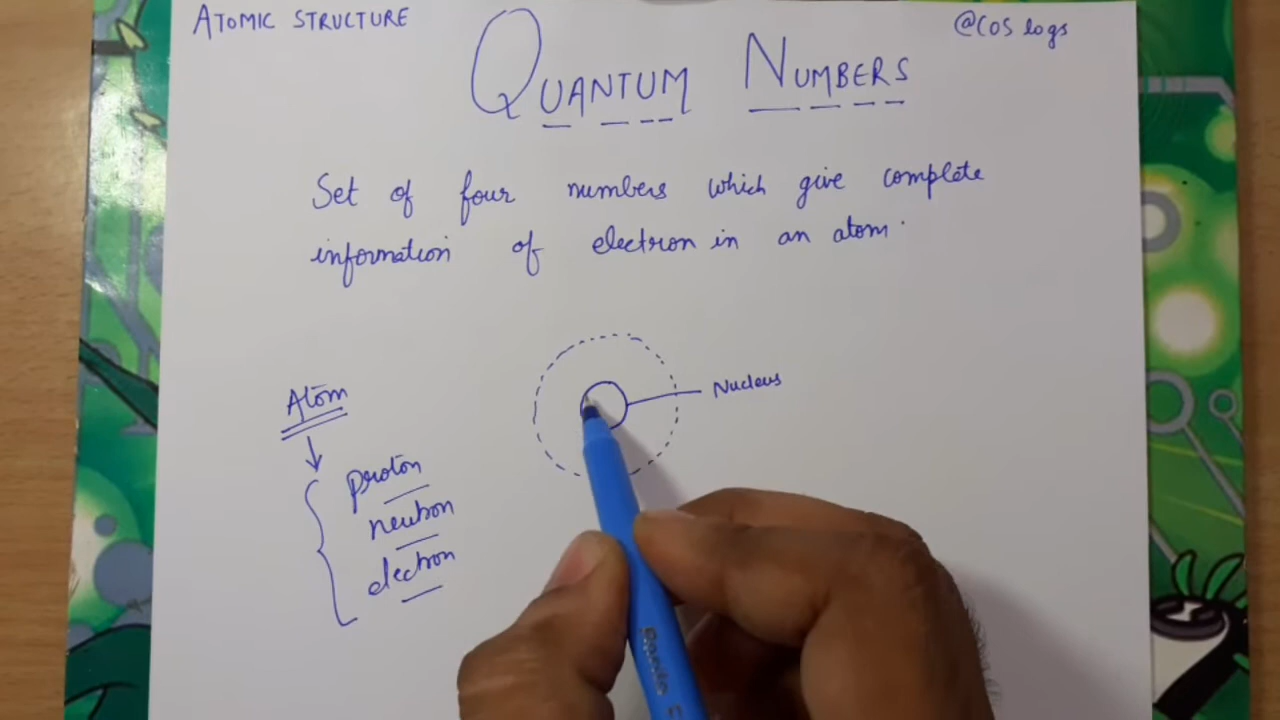 ATOMIC STRUCTURE
@COS logs
QUANTUM NUMBERS
Set of four numbers which give complete
information of electron in an atom.
Atom
Nucleus
proton
neutron
electron